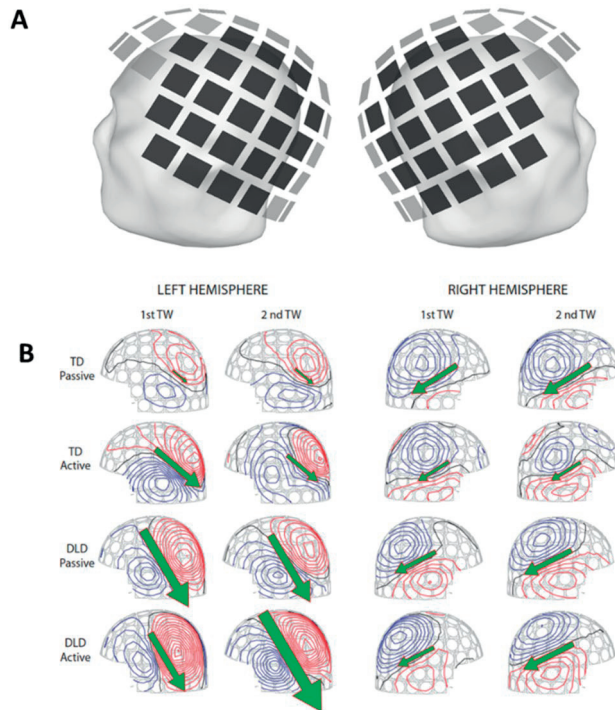 A
LEFT HEMISPHERE RIGHT HEMISPHERE
1st TW 2 nd TW 1st TW 2 nd TW
B
TD
Passive
TD
Active
DLD
Passive
DLD
Active